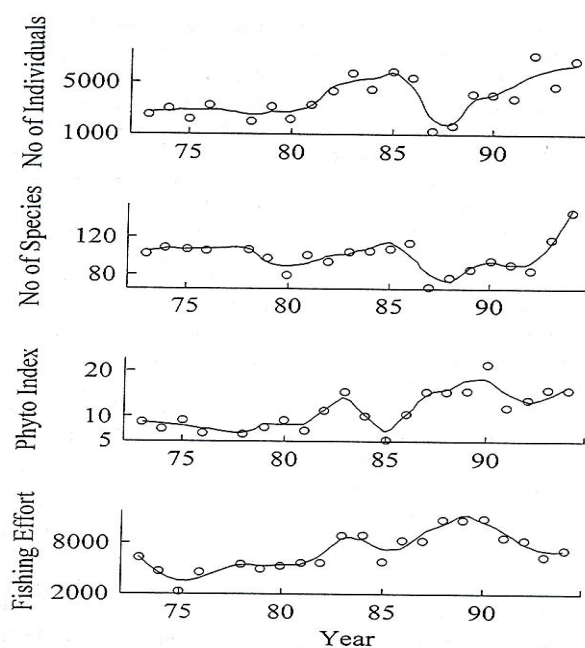 No of Individuals
5000
1000
75 80 85 90
No of Species
120
80
75 80 85 90
Phyto Index
20
10
5
75 80 85 90
Fishing Effort
8000
2000
75 80 85 90
Year